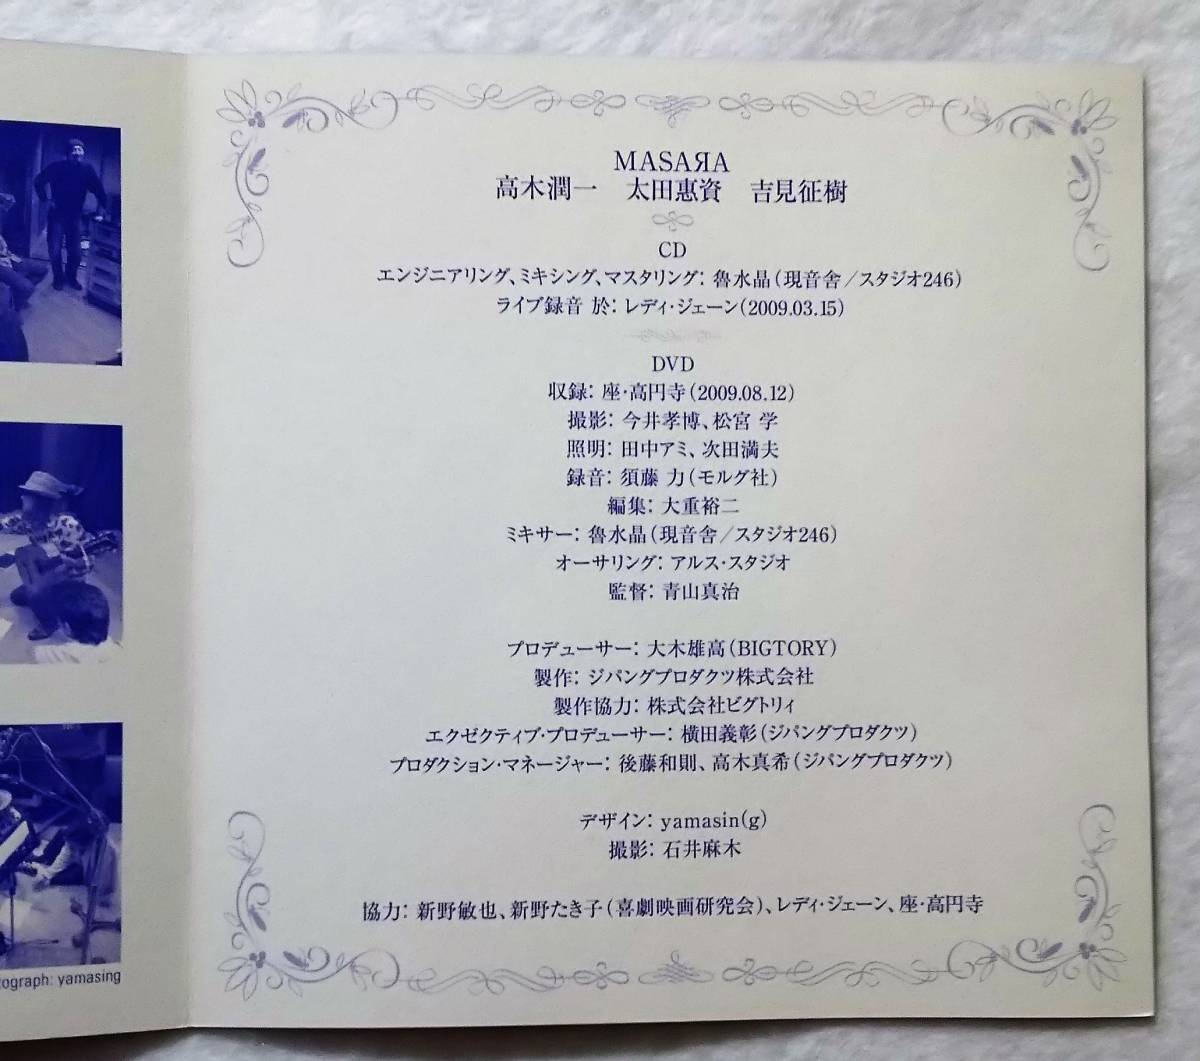 MASAЯA
高木潤一　太田惠資　吉見征樹
CD
エンジニアリング、ミキシング、マスタリング: 魯水晶(現音舎/スタジオ246)
ライブ録音 於: レディ・ジェーン(2009.03.15)
DVD
収録: 座・高円寺(2009.08.12)
撮影: 今井孝博、松宮 学
照明: 田中アミ、次田満夫
録音: 須藤 力(モルグ社)
編集: 大重裕二
ミキサー: 魯水晶(現音舎/スタジオ246)
オーサリング: アルス・スタジオ
監督: 青山真治
プロデューサー: 大木雄高(BIGTORY)
製作: ジパングプロダクツ株式会社
製作協力: 株式会社ビグトリィ
エクゼクティブ・プロデューサー: 横田義彰(ジパングプロダクツ)
プロダクション・マネージャー: 後藤和則、高木真希(ジパングプロダクツ)
デザイン: yamasin(g)
撮影: 石井麻木
協力: 新野敏也、新野たき子(喜劇映画研究会)、レディ・ジェーン、座・高円寺
tograph: yamasing